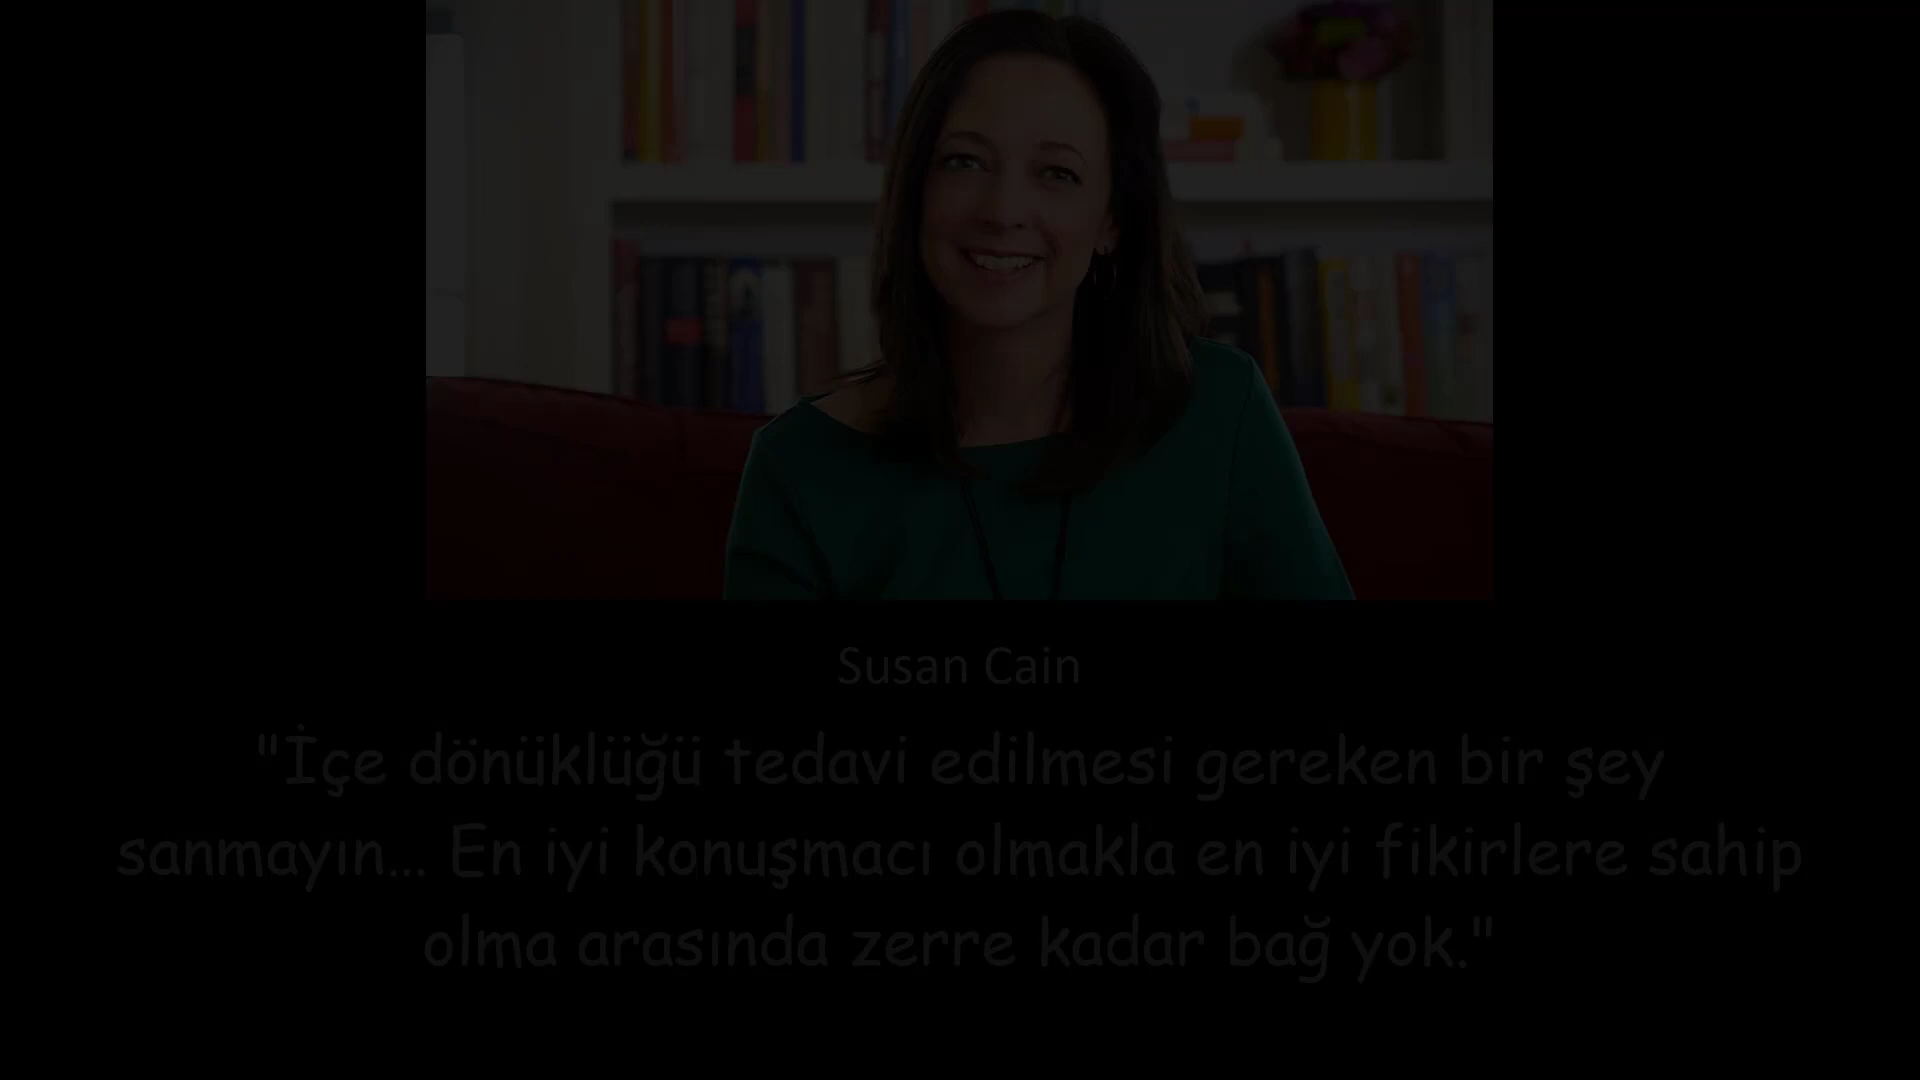 Susan Cain
"İçe dönüklüğü tedavi edilmesi gereken bir şey
sanmayın... En iyi konuşmacı olmakla en iyi fikirlere sahip
olma arasında zerre kadar bağ yok."